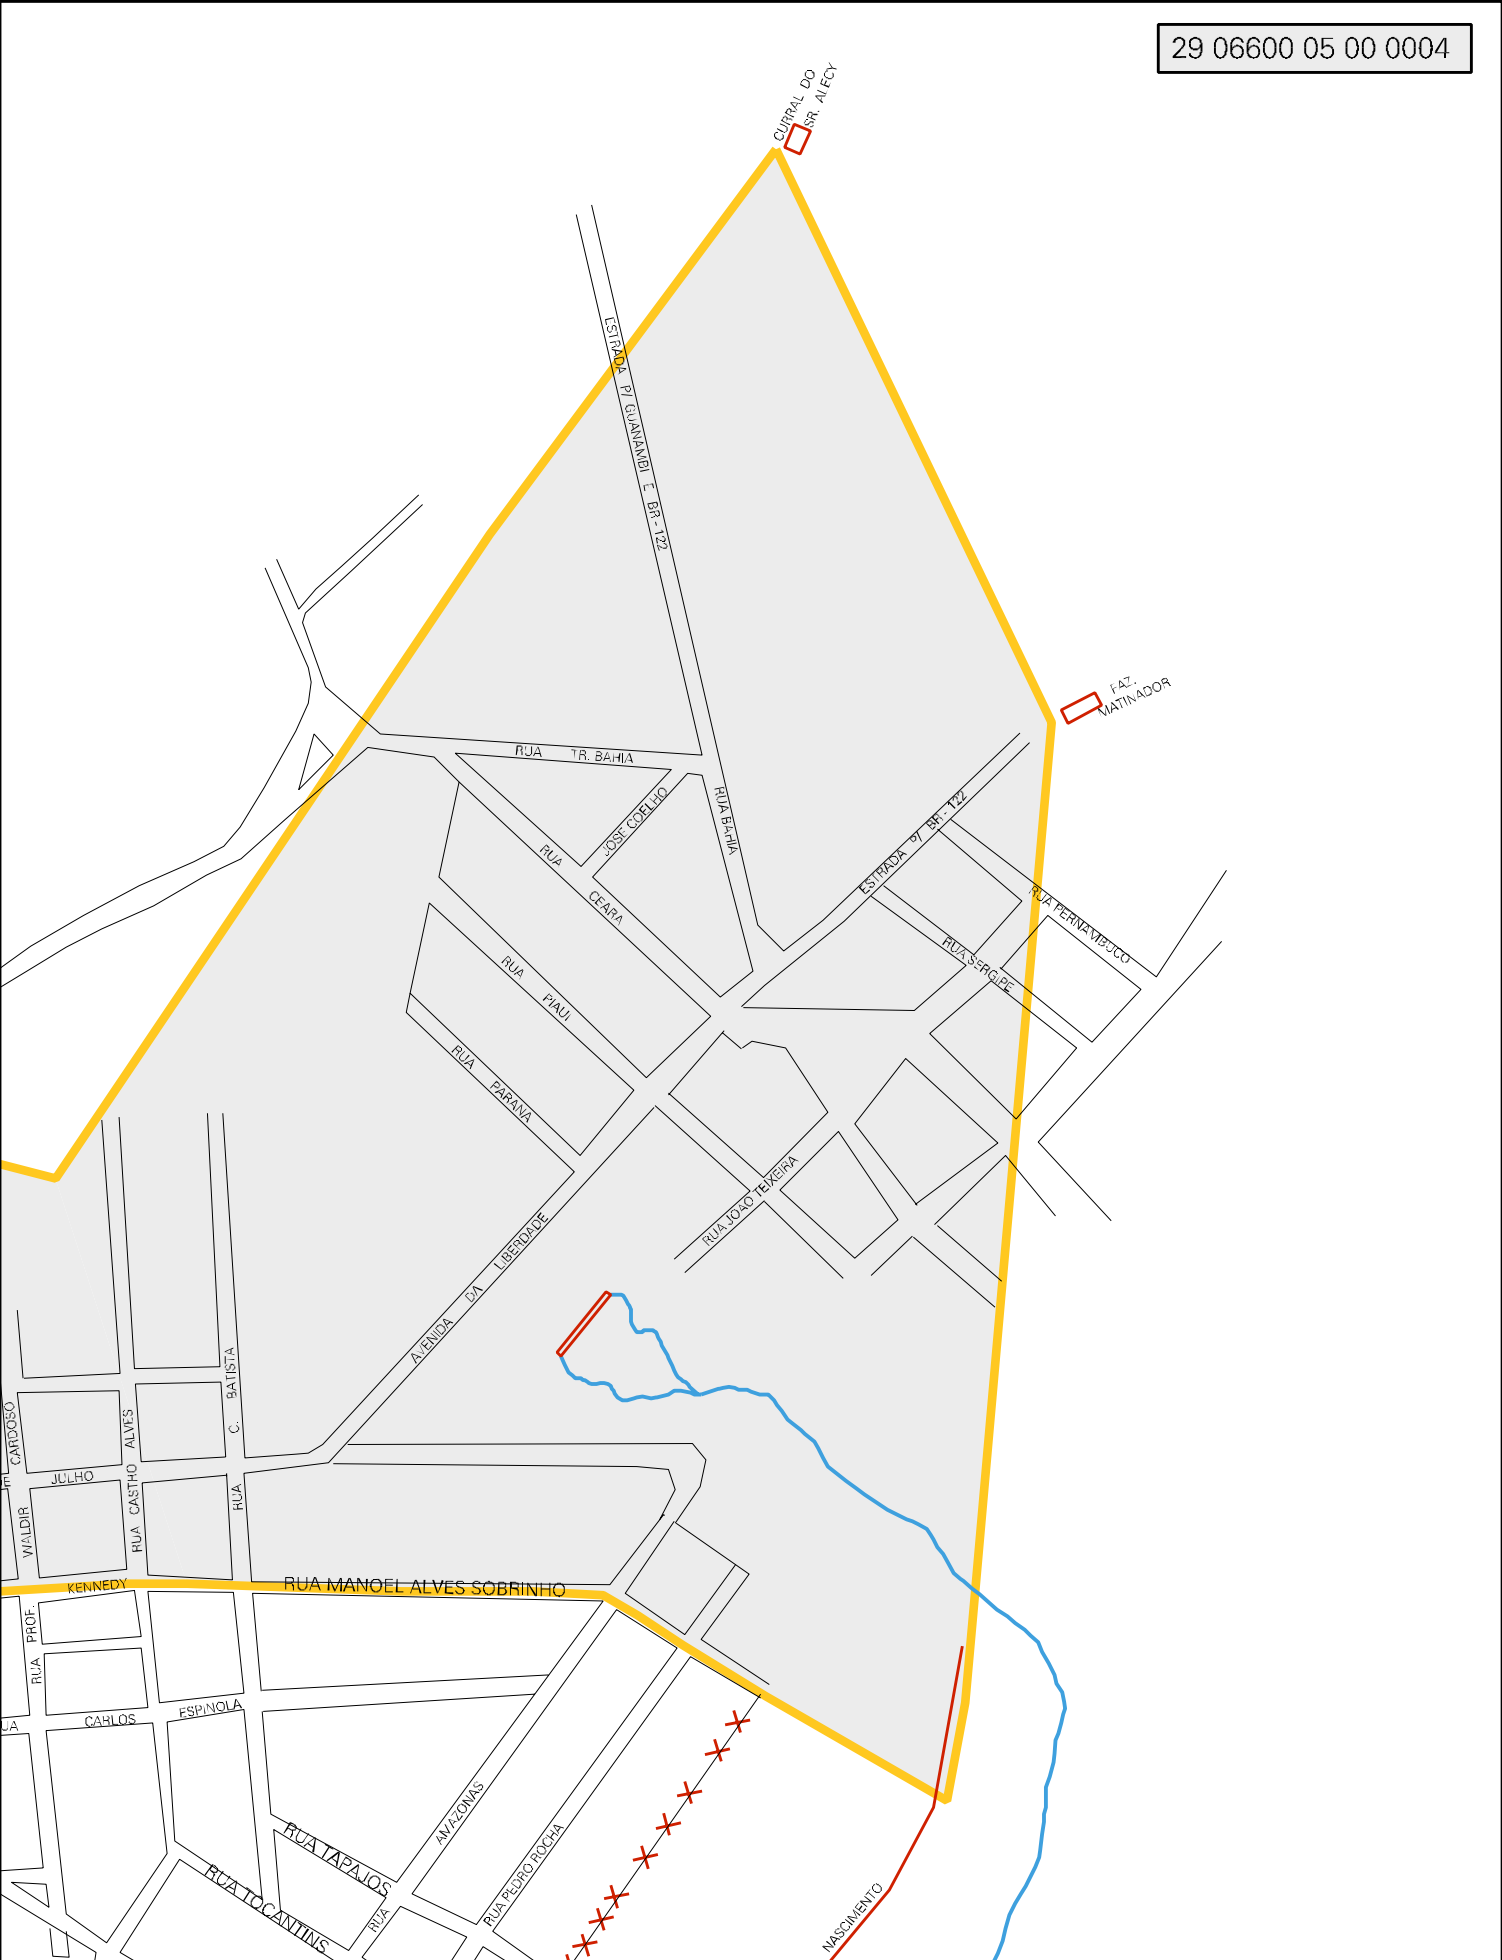 29 06600 05 00 0004
CURRAL DO
SR. ALECY
ESTRADA P/ GUANAMBI E BR - 122
FAZ.
MATINADOR
RUA TR. BAHIA
JOSE COELHO
RUA BAHIA
ESTRADA P/ BR - 122
RUA CEARA
RUA PERNAMBUCO
RUA SERGIPE
RUA PIAUI
RUA PARANA
RUA JOAO TEIXEIRA
AVENIDA DA LIBERDADE
RUA C. BATISTA
RUA CASTRO ALVES
RUA PROF. WALDIR CARDOSO
DE JULHO
KENNEDY
RUA MANOEL ALVES SOBRINHO
UA CARLOS ESPINOLA
RUA AMAZONAS
RUA TAPAJOS
RUA PEDRO ROCHA
RUA TOCANTINS
NASCIMENTO